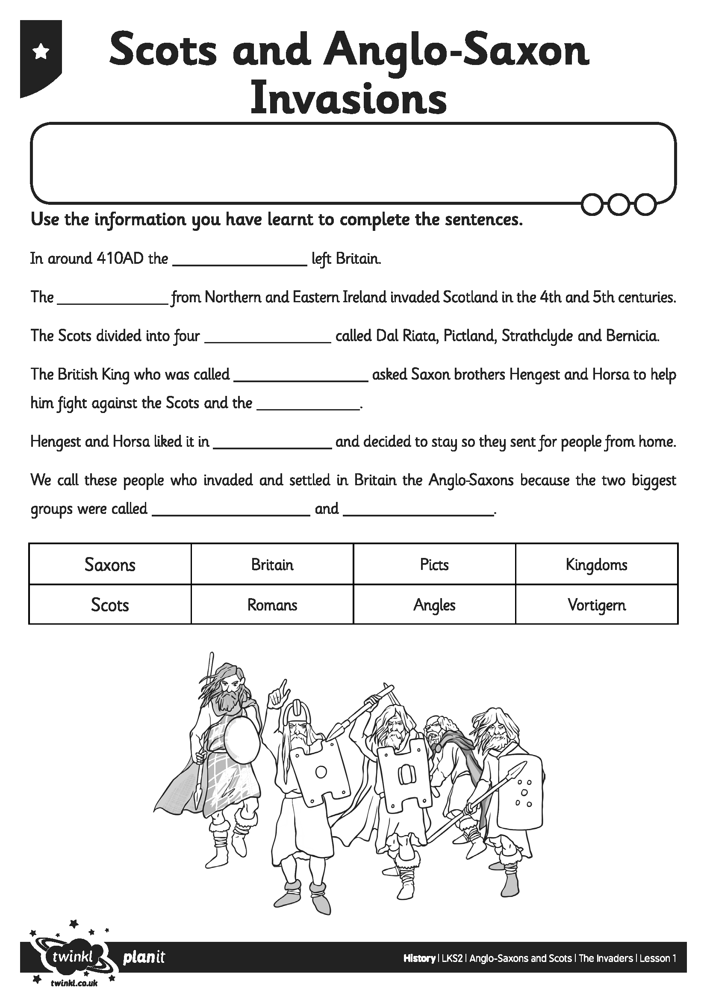 Scots and Anglo-Saxon
Invasions
Use the information you have learnt to complete the sentences.
In around 410AD the ________________ left Britain.
The ______________ from Northern and Eastern Ireland invaded Scotland in the 4th and 5th centuries.
The Scots divided into four ________________ called Dal Riata, Pictland, Strathclyde and Bernicia.
The British King who was called ________________ asked Saxon brothers Hengest and Horsa to help
him fight against the Scots and the _____________.
Hengest and Horsa liked it in _______________ and decided to stay so they sent for people from home.
We call these people who invaded and settled in Britain the Anglo-Saxons because the two biggest
groups were called ____________________ and ___________________.
Saxons Britain Picts Kingdoms
Scots Romans Angles Vortigern
twinkl planit
History | LKS2 | Anglo-Saxons and Scots | The Invaders | Lesson 1
twinkl.co.uk